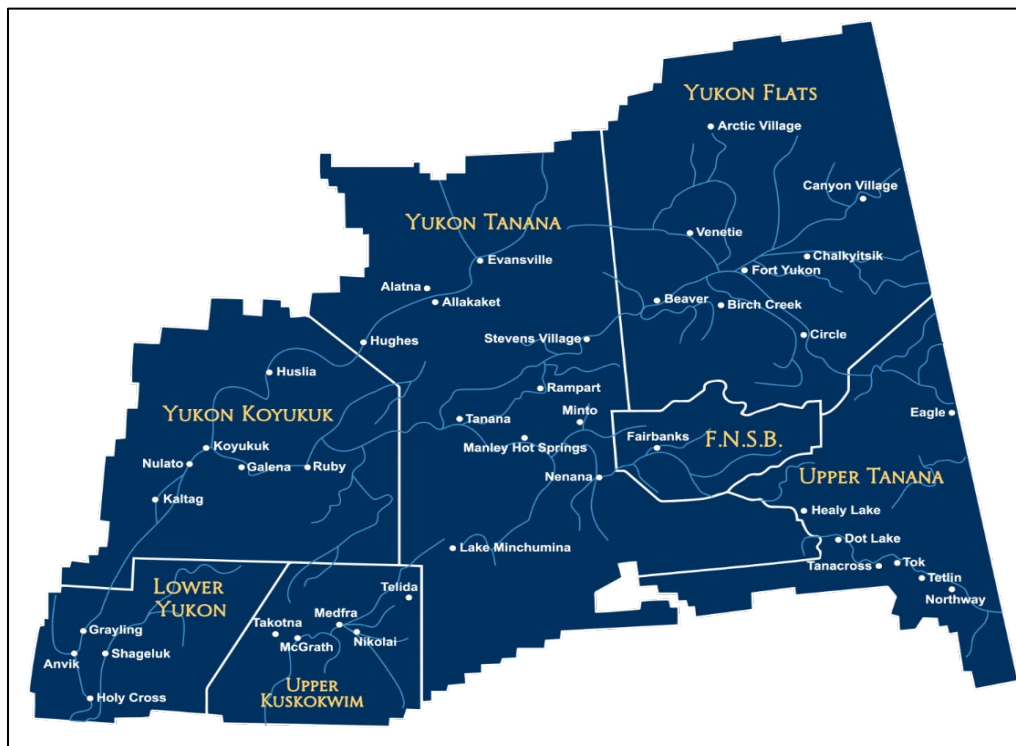 YUKON FLATS
Arctic Village
Canyon Village
YUKON TANANA
Venetie
Evansville
Chalkyitsik
Fort Yukon
Alatna
Allakaket
Beaver
Birch Creek
Stevens Village
Circle
Hughes
Huslia
Rampart
YUKON KOYUKUK
Tanana
Minto
Eagle
Manley Hot Springs
Fairbanks
F.N.S.B.
Koyukuk
Nulato
Galena
Ruby
Nenana
UPPER TANANA
Kaltag
Healy Lake
Dot Lake
Lake Minchumina
Tanacross
Tok
Tetlin
Northway
LOWER
YUKON
Telida
Grayling
Takotna
Medfra
McGrath
Nikolai
Anvik
Shageluk
UPPER
KUSKOKWIM
Holy Cross